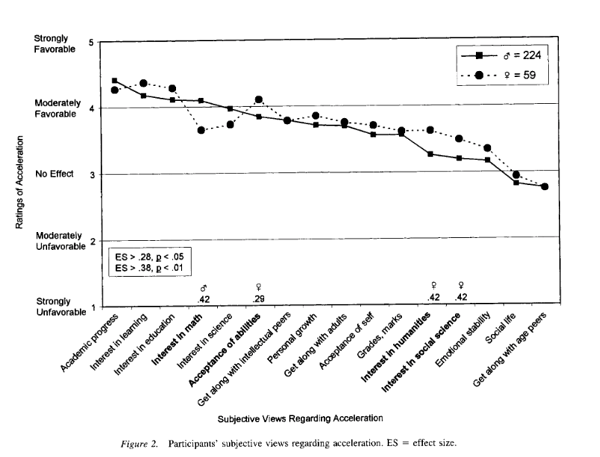 Strongly
Favorable
5
Moderately
Favorable
4
No Effect
3
Moderately
Unfavorable
2
Strongly
Unfavorable
1
Ratings of Acceleration
♂ = 224
♀ = 59
ES > .28, p < .05
ES > .38, p < .01
♂
.42
♀
.29
♀
.42
♀
.42
Academic progress
Interest in learning
Interest in education
Interest in math
Interest in science
Acceptance of abilities
Get along with intellectual peers
Personal growth
Get along with adults
Acceptance of self
Grades, marks
Interest in humanities
Interest in social science
Emotional stability
Social life
Get along with age peers
Subjective Views Regarding Acceleration
Figure 2. Participants' subjective views regarding acceleration. ES = effect size.